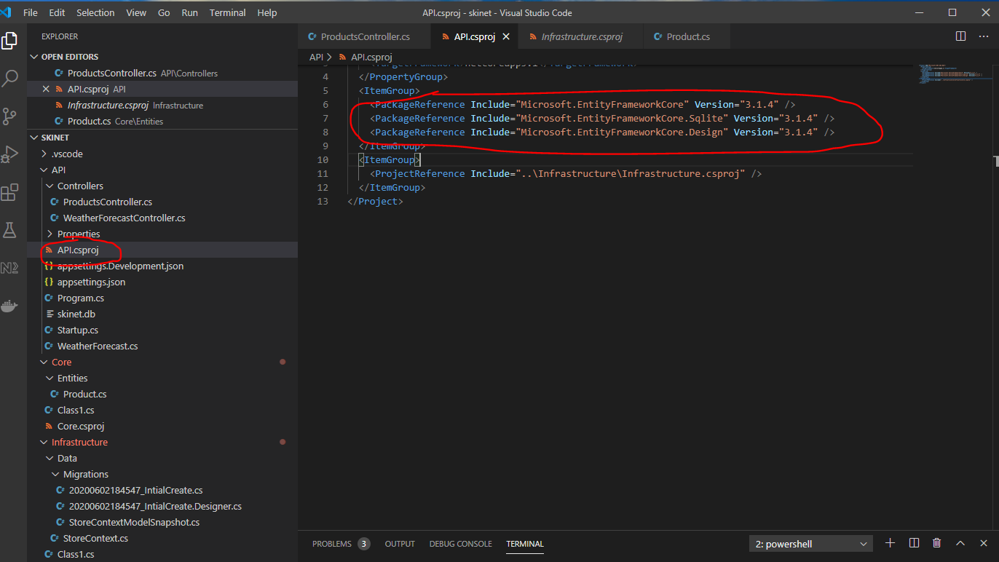 File Edit Selection View Go Run Terminal Help
API.csproj - skinet - Visual Studio Code
EXPLORER
OPEN EDITORS
ProductsController.cs API\Controllers
API.csproj API
Infrastructure.csproj Infrastructure
Product.cs Core\Entities
SKINET
.vscode
API
Controllers
ProductsController.cs
WeatherForecastController.cs
Properties
API.csproj
appsettings.Development.json
appsettings.json
Program.cs
skinet.db
Startup.cs
WeatherForecast.cs
Core
Entities
Product.cs
Class1.cs
Core.csproj
Infrastructure
Data
Migrations
20200602184547_IntialCreate.cs
20200602184547_IntialCreate.Designer.cs
StoreContextModelSnapshot.cs
StoreContext.cs
Class1.cs
ProductsController.cs API.csproj Infrastructure.csproj Product.cs
API > API.csproj
4 </PropertyGroup>
5 <ItemGroup>
6 <PackageReference Include="Microsoft.EntityFrameworkCore" Version="3.1.4" />
7 <PackageReference Include="Microsoft.EntityFrameworkCore.Sqlite" Version="3.1.4" />
8 <PackageReference Include="Microsoft.EntityFrameworkCore.Design" Version="3.1.4" />
9 </ItemGroup>
10 <ItemGroup>
11 <ProjectReference Include="..\Infrastructure\Infrastructure.csproj" />
12 </ItemGroup>
13 </Project>
PROBLEMS 3 OUTPUT DEBUG CONSOLE TERMINAL
2: powershell